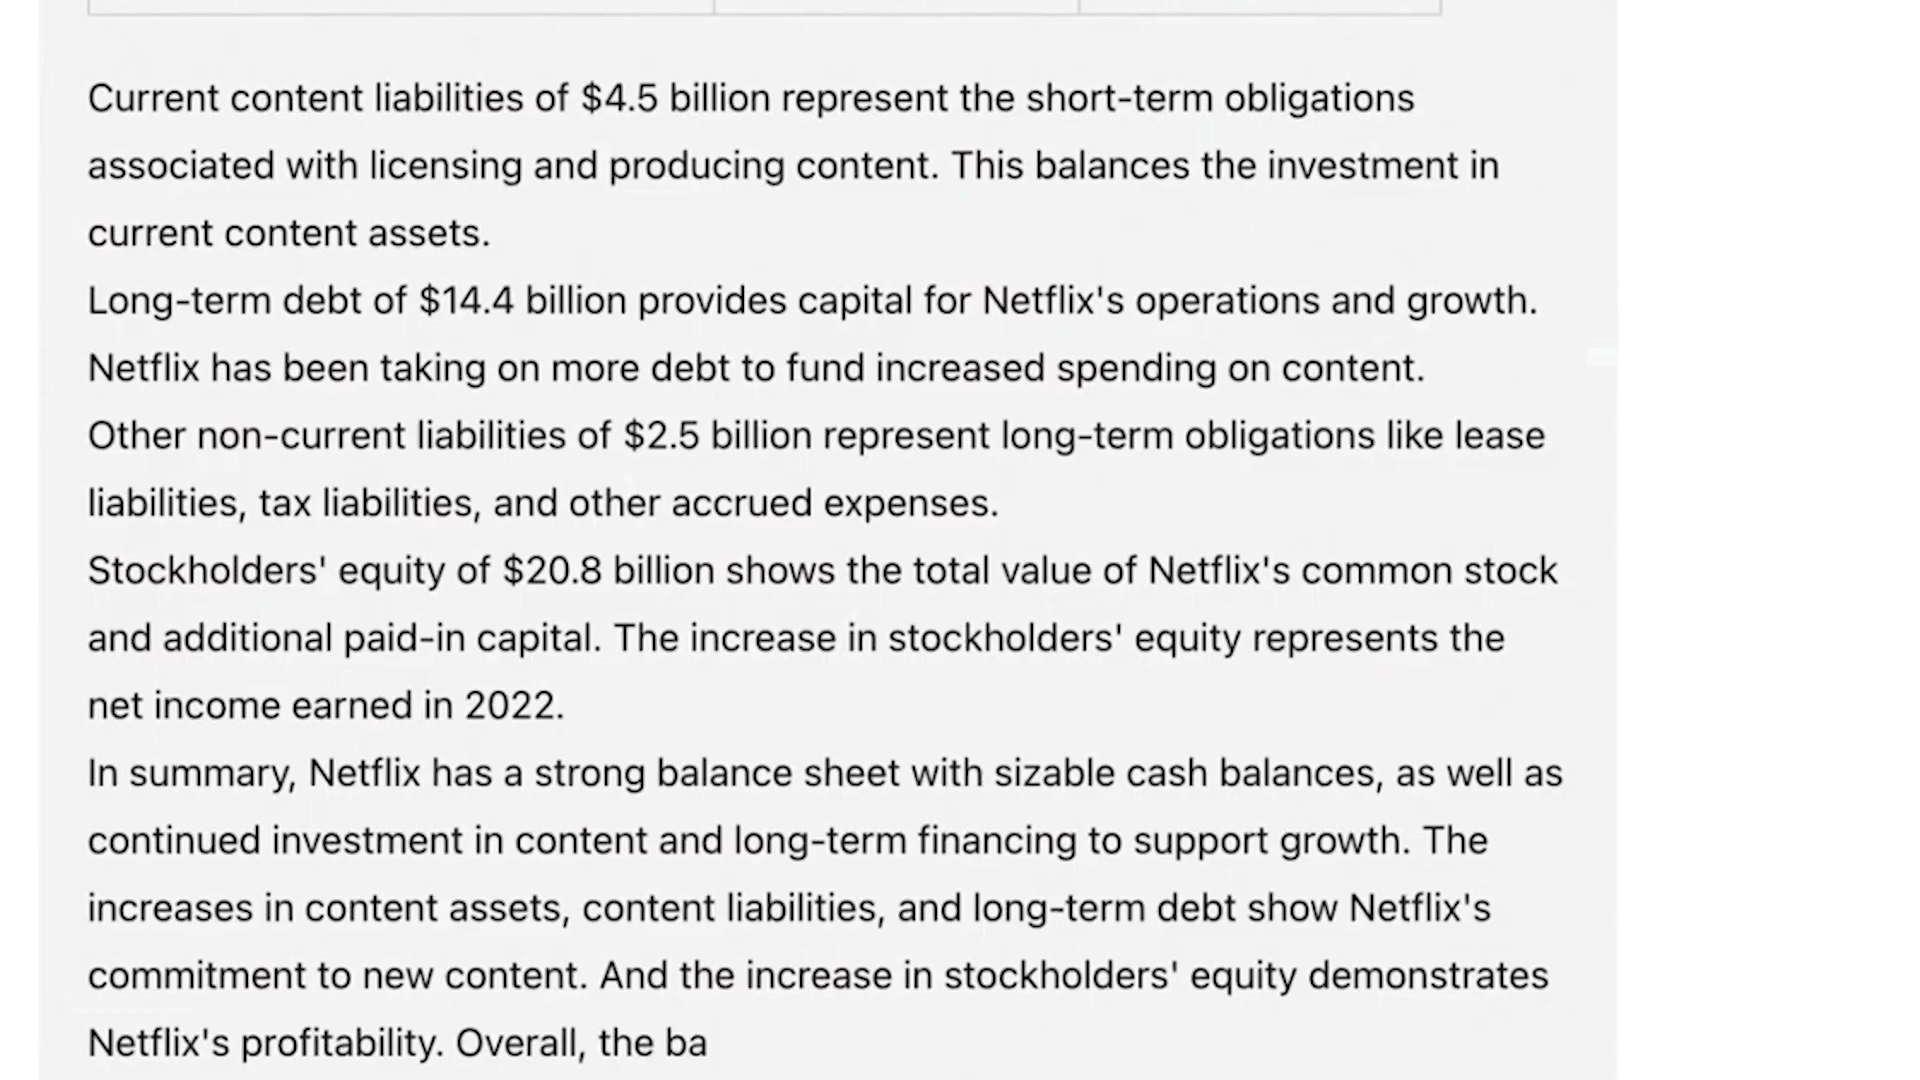 Current content liabilities of $4.5 billion represent the short-term obligations
associated with licensing and producing content. This balances the investment in
current content assets.
Long-term debt of $14.4 billion provides capital for Netflix's operations and growth.
Netflix has been taking on more debt to fund increased spending on content.
Other non-current liabilities of $2.5 billion represent long-term obligations like lease
liabilities, tax liabilities, and other accrued expenses.
Stockholders' equity of $20.8 billion shows the total value of Netflix's common stock
and additional paid-in capital. The increase in stockholders' equity represents the
net income earned in 2022.
In summary, Netflix has a strong balance sheet with sizable cash balances, as well as
continued investment in content and long-term financing to support growth. The
increases in content assets, content liabilities, and long-term debt show Netflix's
commitment to new content. And the increase in stockholders' equity demonstrates
Netflix's profitability. Overall, the ba